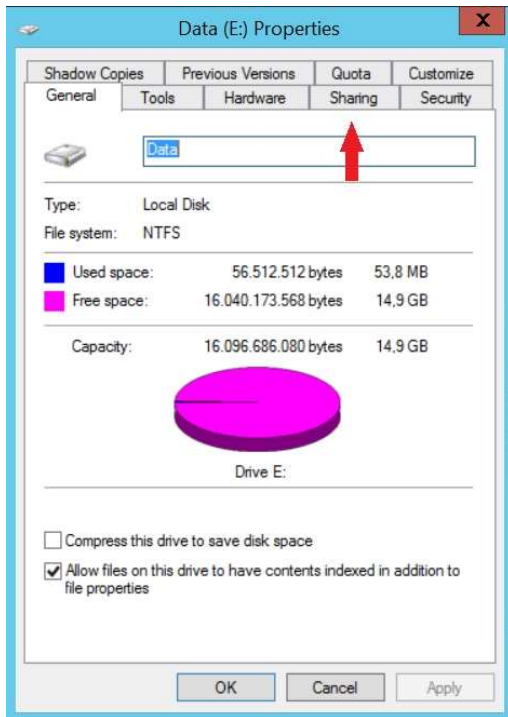 Data (E:) Properties
X
Shadow Copies Previous Versions Quota Customize
General Tools Hardware Sharing Security
Data
Type: Local Disk
File system: NTFS
Used space: 56.512.512 bytes 53,8 MB
Free space: 16.040.173.568 bytes 14,9 GB
Capacity: 16.096.686.080 bytes 14,9 GB
Drive E:
Compress this drive to save disk space
Allow files on this drive to have contents indexed in addition to
file properties
OK Cancel Apply